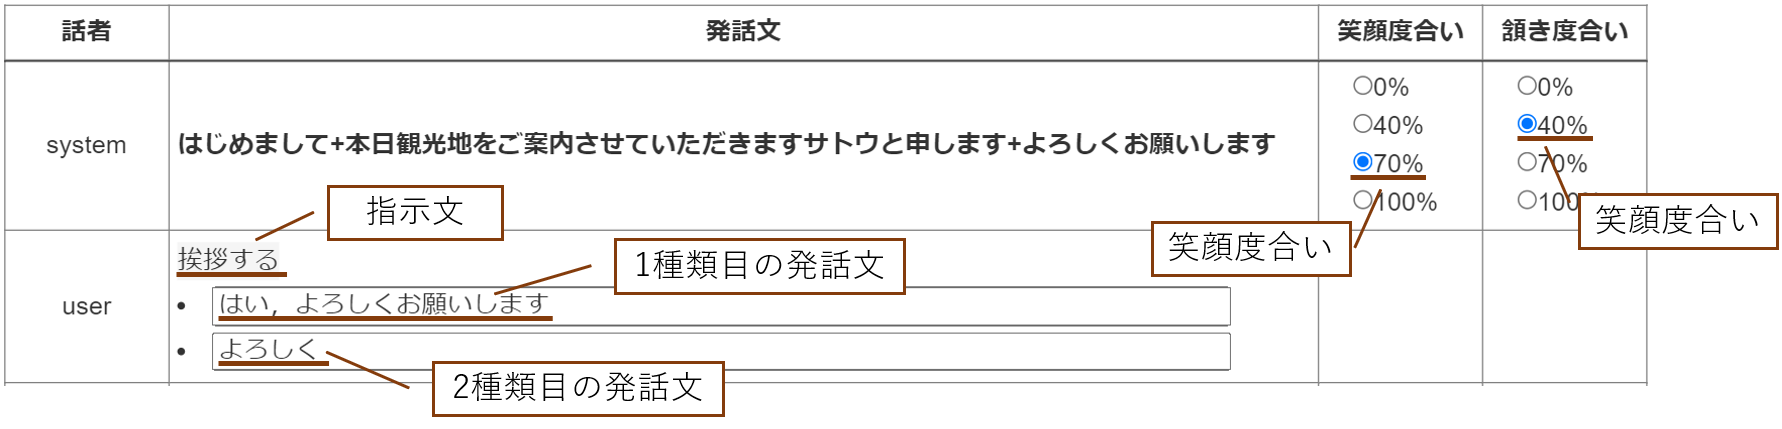 話者 発話文 笑顔度合い 頷き度合い
0% 0%
40% 40%
system はじめまして+本日観光地をご案内させていただきますサトウと申します+よろしくお願いします
70% 70%
100% 100%
指示文
笑顔度合い
笑顔度合い
挨拶する
1種類目の発話文
user
はい，よろしくお願いします
よろしく
2種類目の発話文